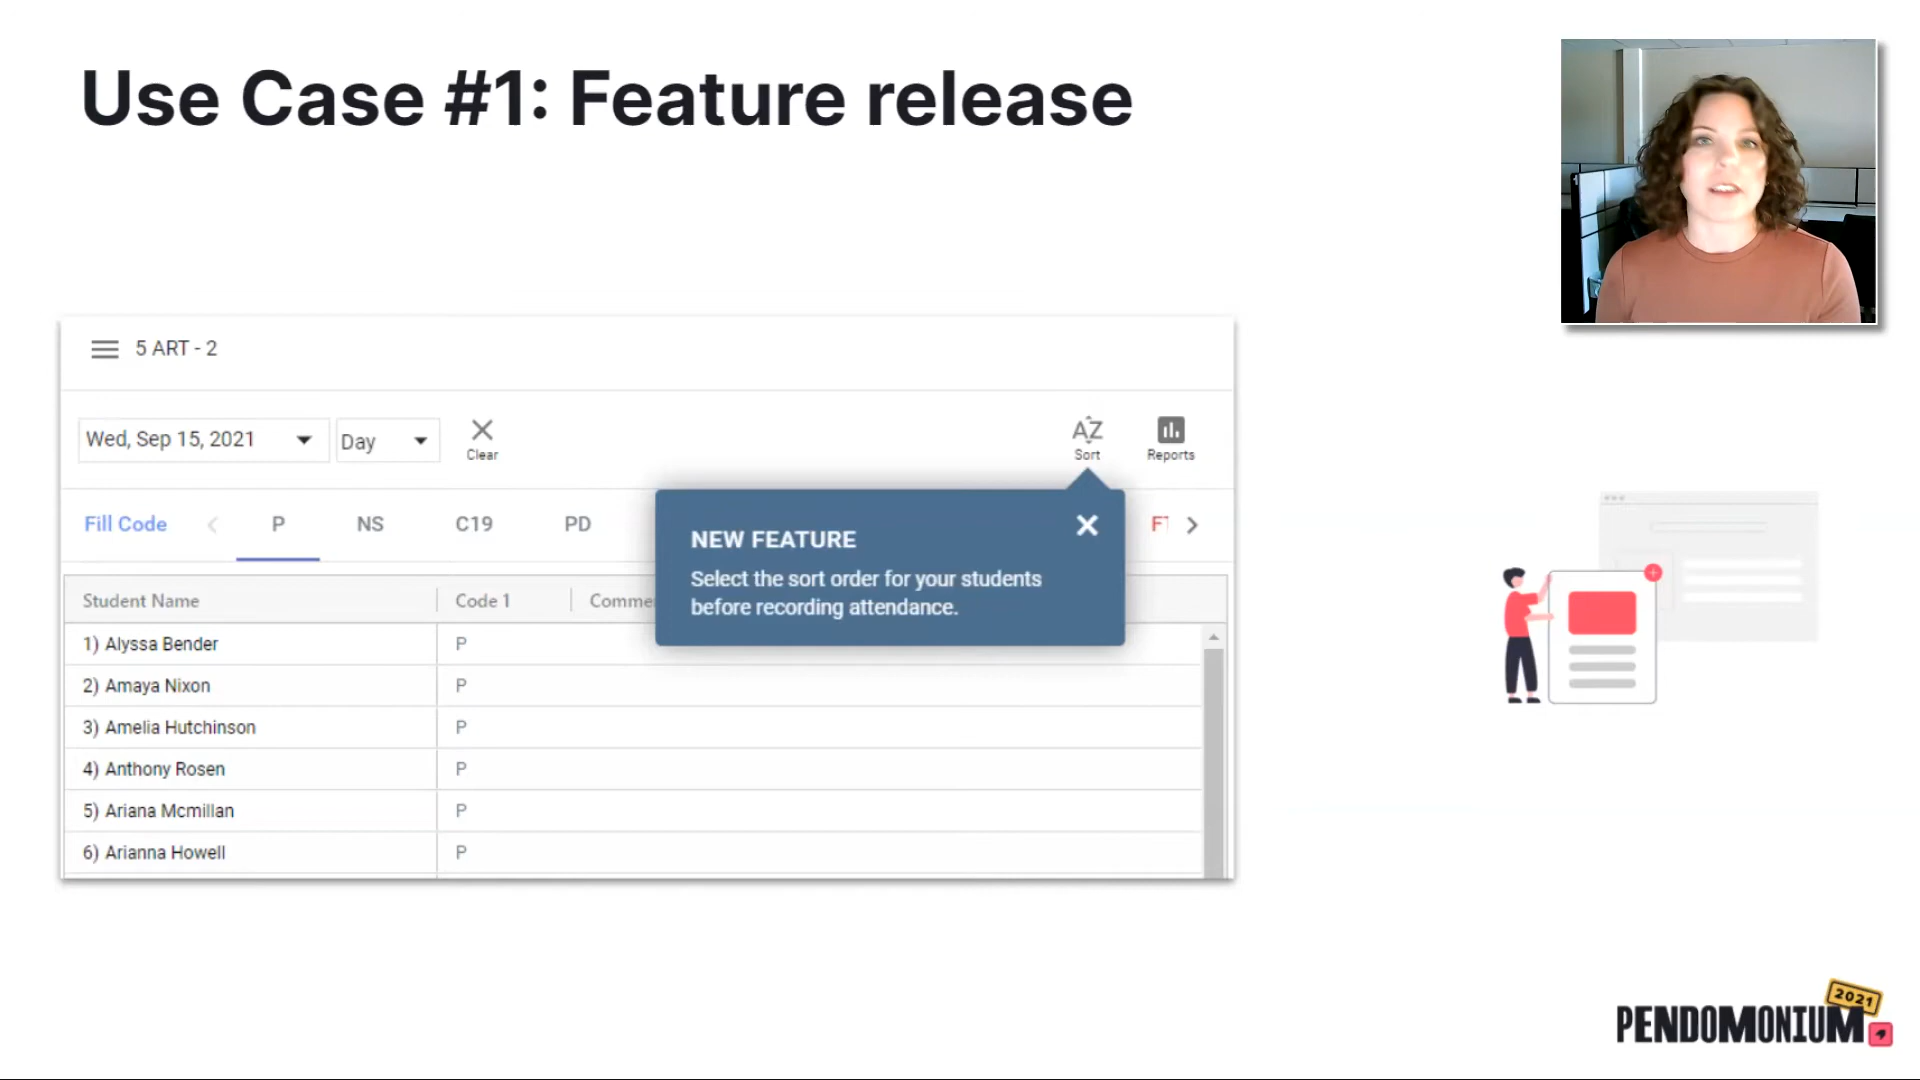 Use Case #1: Feature release
5 ART - 2
Wed, Sep 15, 2021
Day
Clear
AZ
Sort
Reports
Fill Code
P
NS
C19
PD
NEW FEATURE
Select the sort order for your students
before recording attendance.
Student Name
Code 1
1) Alyssa Bender
P
2) Amaya Nixon
P
3) Amelia Hutchinson
P
4) Anthony Rosen
P
5) Ariana Mcmillan
P
6) Arianna Howell
P
2021
PENDOMONIUM